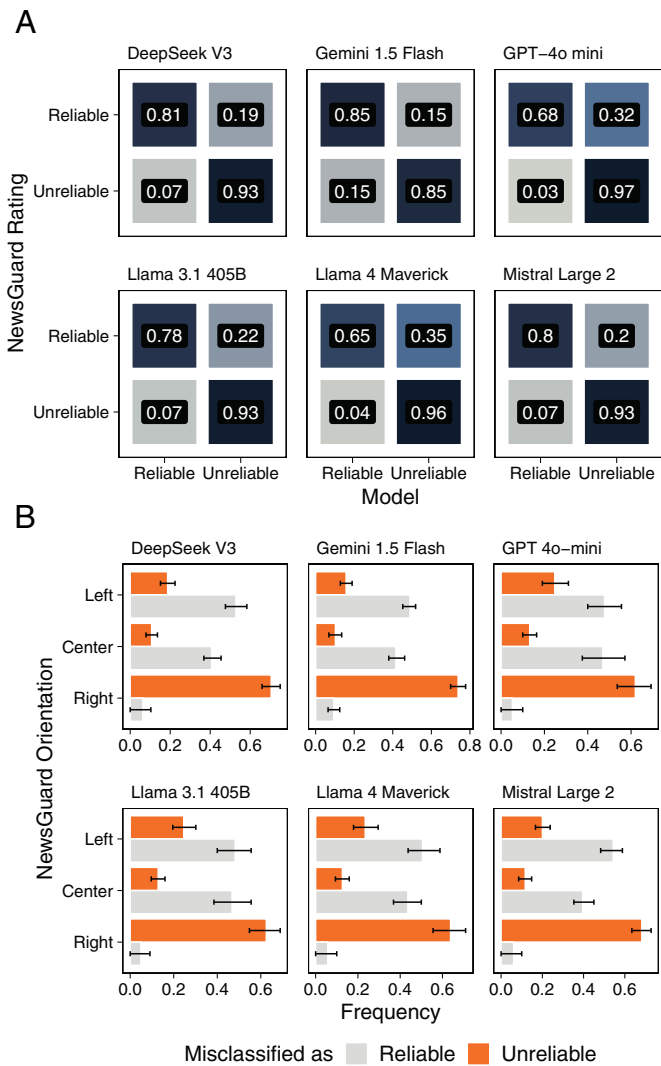 A
DeepSeek V3
Gemini 1.5 Flash
GPT−4o mini
NewsGuard Rating
Reliable
0.81
0.19
0.85
0.15
0.68
0.32
Unreliable
0.07
0.93
0.15
0.85
0.03
0.97
Llama 3.1 405B
Llama 4 Maverick
Mistral Large 2
Reliable
0.78
0.22
0.65
0.35
0.8
0.2
Unreliable
0.07
0.93
0.04
0.96
0.07
0.93
Reliable Unreliable
Reliable Unreliable
Reliable Unreliable
Model
B
DeepSeek V3
Gemini 1.5 Flash
GPT 4o−mini
NewsGuard Orientation
Left
Center
Right
0.0 0.2 0.4 0.6
0.0 0.2 0.4 0.6 0.8
0.0 0.2 0.4 0.6
Llama 3.1 405B
Llama 4 Maverick
Mistral Large 2
Left
Center
Right
0.0 0.2 0.4 0.6
0.0 0.2 0.4 0.6
0.0 0.2 0.4 0.6
Frequency
Misclassified as Reliable Unreliable